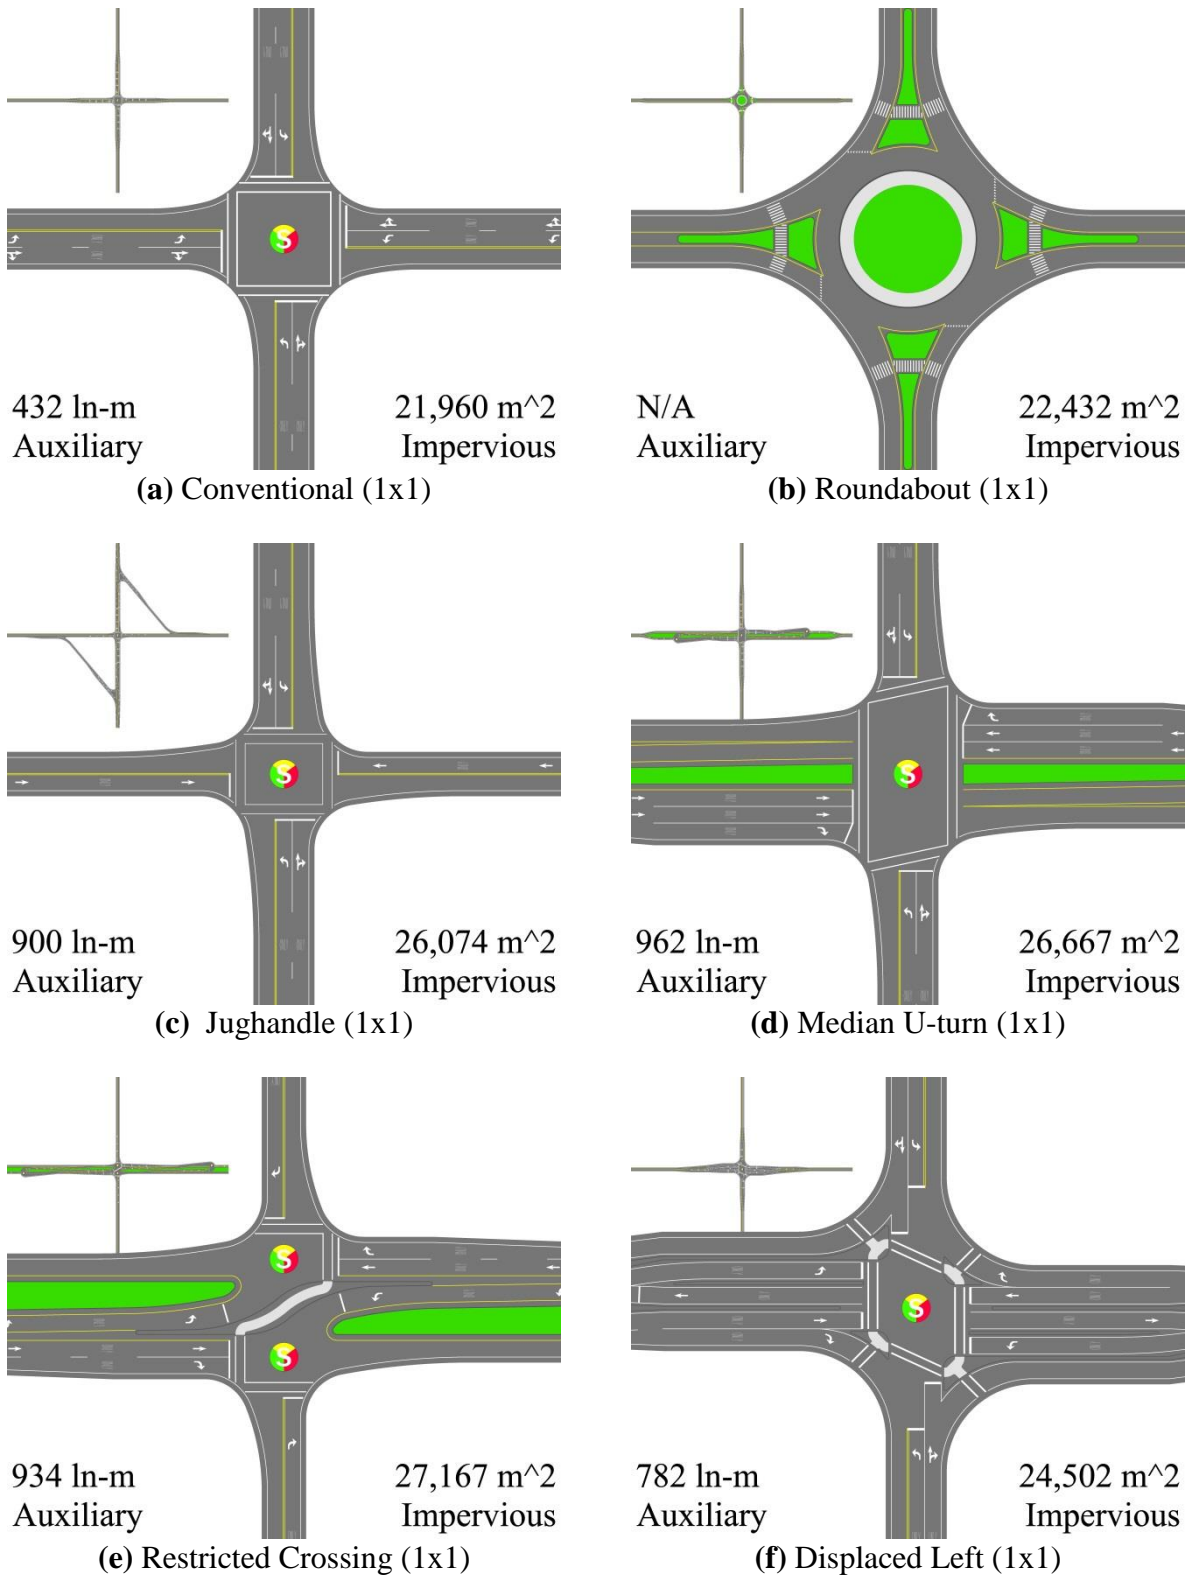 S
432 ln-m
Auxiliary
21,960 m^2
Impervious
(a) Conventional (1x1)
N/A
Auxiliary
22,432 m^2
Impervious
(b) Roundabout (1x1)
S
900 ln-m
Auxiliary
26,074 m^2
Impervious
(c) Jughandle (1x1)
S
962 ln-m
Auxiliary
26,667 m^2
Impervious
(d) Median U-turn (1x1)
S
S
934 ln-m
Auxiliary
27,167 m^2
Impervious
(e) Restricted Crossing (1x1)
S
782 ln-m
Auxiliary
24,502 m^2
Impervious
(f) Displaced Left (1x1)